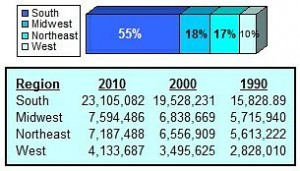 South
Midwest
Northeast
West
55% 18% 17% 10%
Region 2010 2000 1990
South 23,105,082 19,528,231 15,828.89
Midwest 7,594,486 6,838,669 5,715,940
Northeast 7,187,488 6,556,909 5,613,222
West 4,133,687 3,495,625 2,828,010